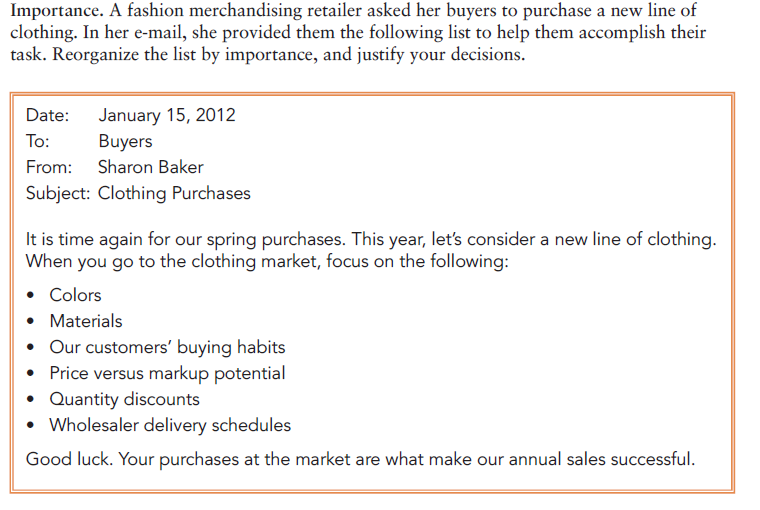 Importance. A fashion merchandising retailer asked her buyers to purchase a new line of
clothing. In her e-mail, she provided them the following list to help them accomplish their
task. Reorganize the list by importance, and justify your decisions.
Date: January 15, 2012
To: Buyers
From: Sharon Baker
Subject: Clothing Purchases
It is time again for our spring purchases. This year, let’s consider a new line of clothing.
When you go to the clothing market, focus on the following:
• Colors
• Materials
• Our customers’ buying habits
• Price versus markup potential
• Quantity discounts
• Wholesaler delivery schedules
Good luck. Your purchases at the market are what make our annual sales successful.